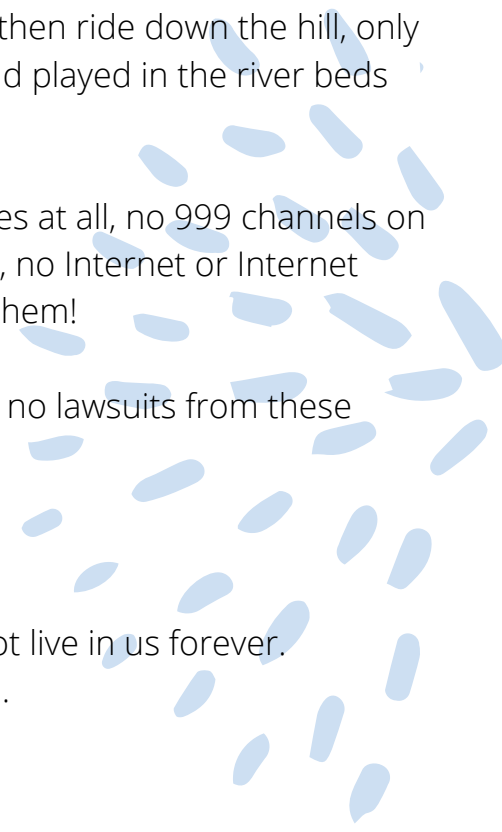 then ride down the hill, only
d played in the river beds
es at all, no 999 channels on
, no Internet or Internet
hem!
no lawsuits from these
ot live in us forever.
.